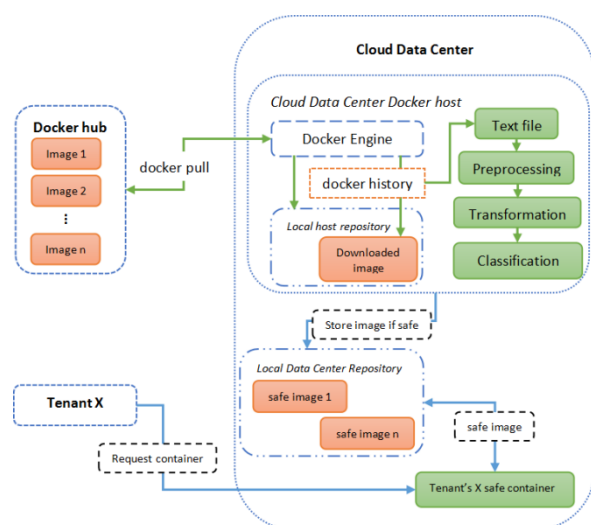 Cloud Data Center
Cloud Data Center Docker host
Docker hub
Image 1
Image 2
⋮
Image n
docker pull
Docker Engine
docker history
Local host repository
Downloaded
image
Text file
Preprocessing
Transformation
Classification
Store image if safe
Local Data Center Repository
safe image 1
safe image n
Tenant X
Request container
safe image
Tenant's X safe container